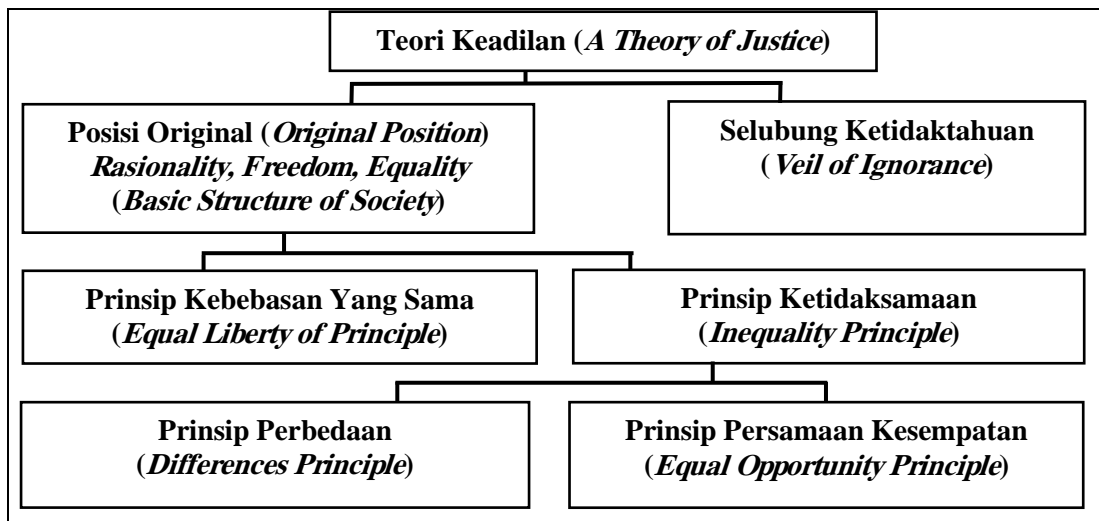 Teori Keadilan (A Theory of Justice)
Posisi Original (Original Position)
Rasionality, Freedom, Equality
(Basic Structure of Society)
Selubung Ketidaktahuan
(Veil of Ignorance)
Prinsip Kebebasan Yang Sama
(Equal Liberty of Principle)
Prinsip Ketidaksamaan
(Inequality Principle)
Prinsip Perbedaan
(Differences Principle)
Prinsip Persamaan Kesempatan
(Equal Opportunity Principle)